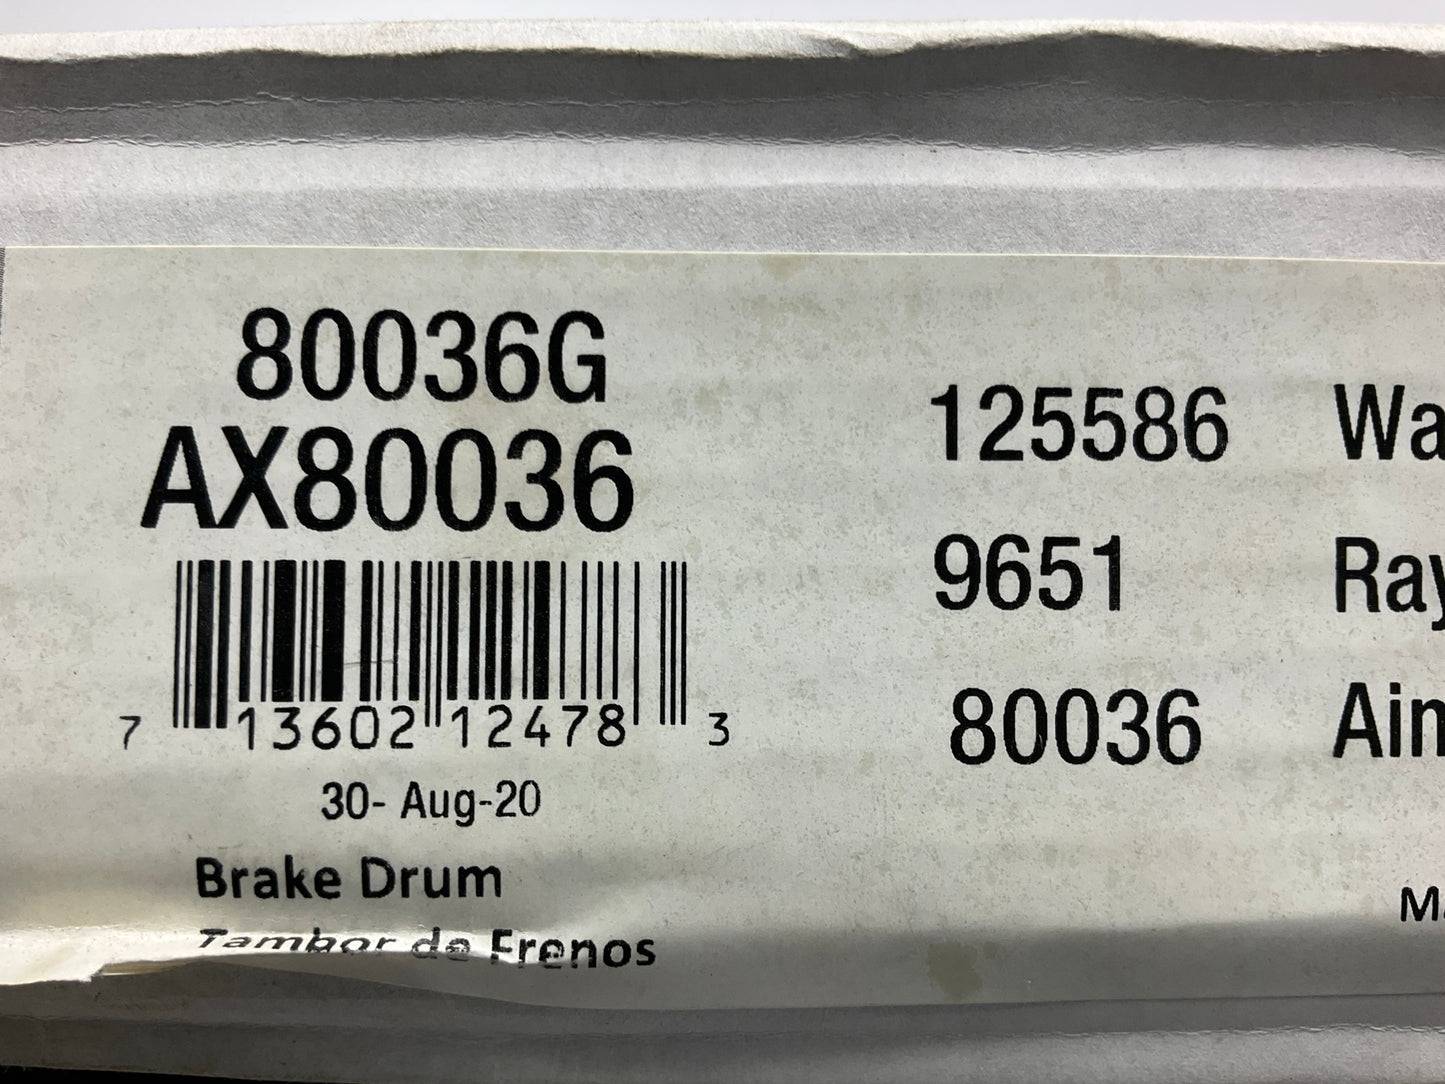 80036G
AX80036
7 13602 12478 3
30- Aug-20
Brake Drum
Tambor de Frenos
125586 Wa
9651 Ray
80036